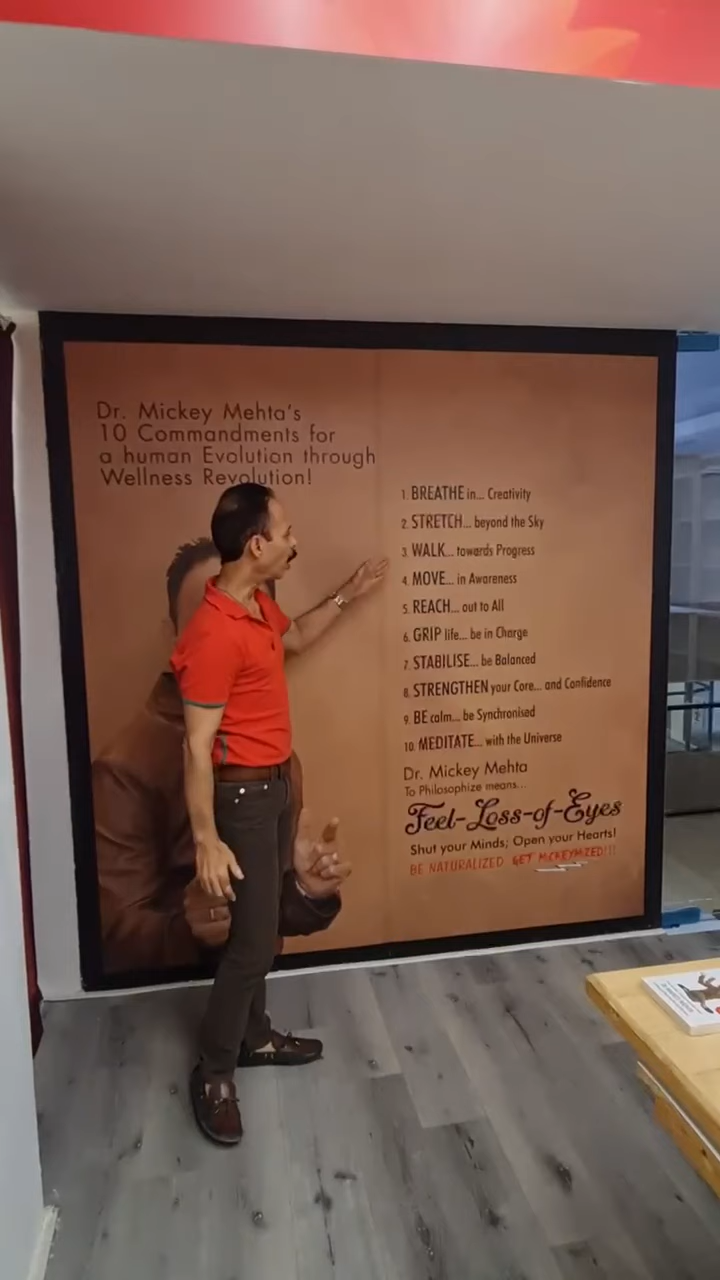 Dr. Mickey Mehta's
10 Commandments for
a human Evolution through
Wellness Revolution!
1. BREATHE in... Creativity
2. STRETCH... beyond the Sky
3. WALK... towards Progress
4. MOVE... in Awareness
5. REACH... out to All
6. GRIP life... be in Charge
7. STABILISE... be Balanced
8. STRENGTHEN your Core... and Confidence
9. BE calm... be Synchronised
10. MEDITATE... with the Universe
Dr. Mickey Mehta
To Philosophize means...
Feel-Loss-of-Eyes
Shut your Minds; Open your Hearts!
BE NATURALIZED GET MICKEYMIZED!!!